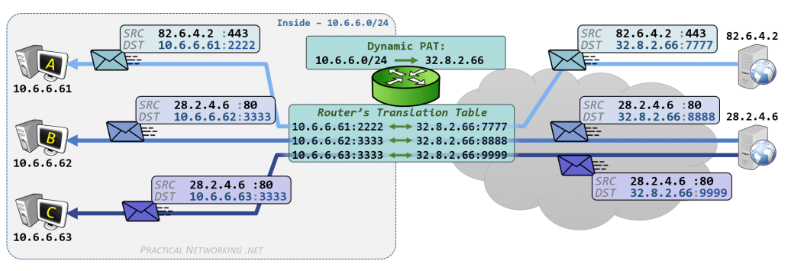 Inside – 10.6.6.0/24
SRC 82.6.4.2 :443
DST 10.6.6.61:2222
A
10.6.6.61
SRC 28.2.4.6 :80
DST 10.6.6.62:3333
B
10.6.6.62
SRC 28.2.4.6 :80
DST 10.6.6.63:3333
C
10.6.6.63
Dynamic PAT:
10.6.6.0/24 32.8.2.66
Router's Translation Table
10.6.6.61:2222 32.8.2.66:7777
10.6.6.62:3333 32.8.2.66:8888
10.6.6.63:3333 32.8.2.66:9999
SRC 82.6.4.2 :443
DST 32.8.2.66:7777
82.6.4.2
SRC 28.2.4.6 :80
DST 32.8.2.66:8888
28.2.4.6
SRC 28.2.4.6 :80
DST 32.8.2.66:9999
PRACTICAL NETWORKING .NET